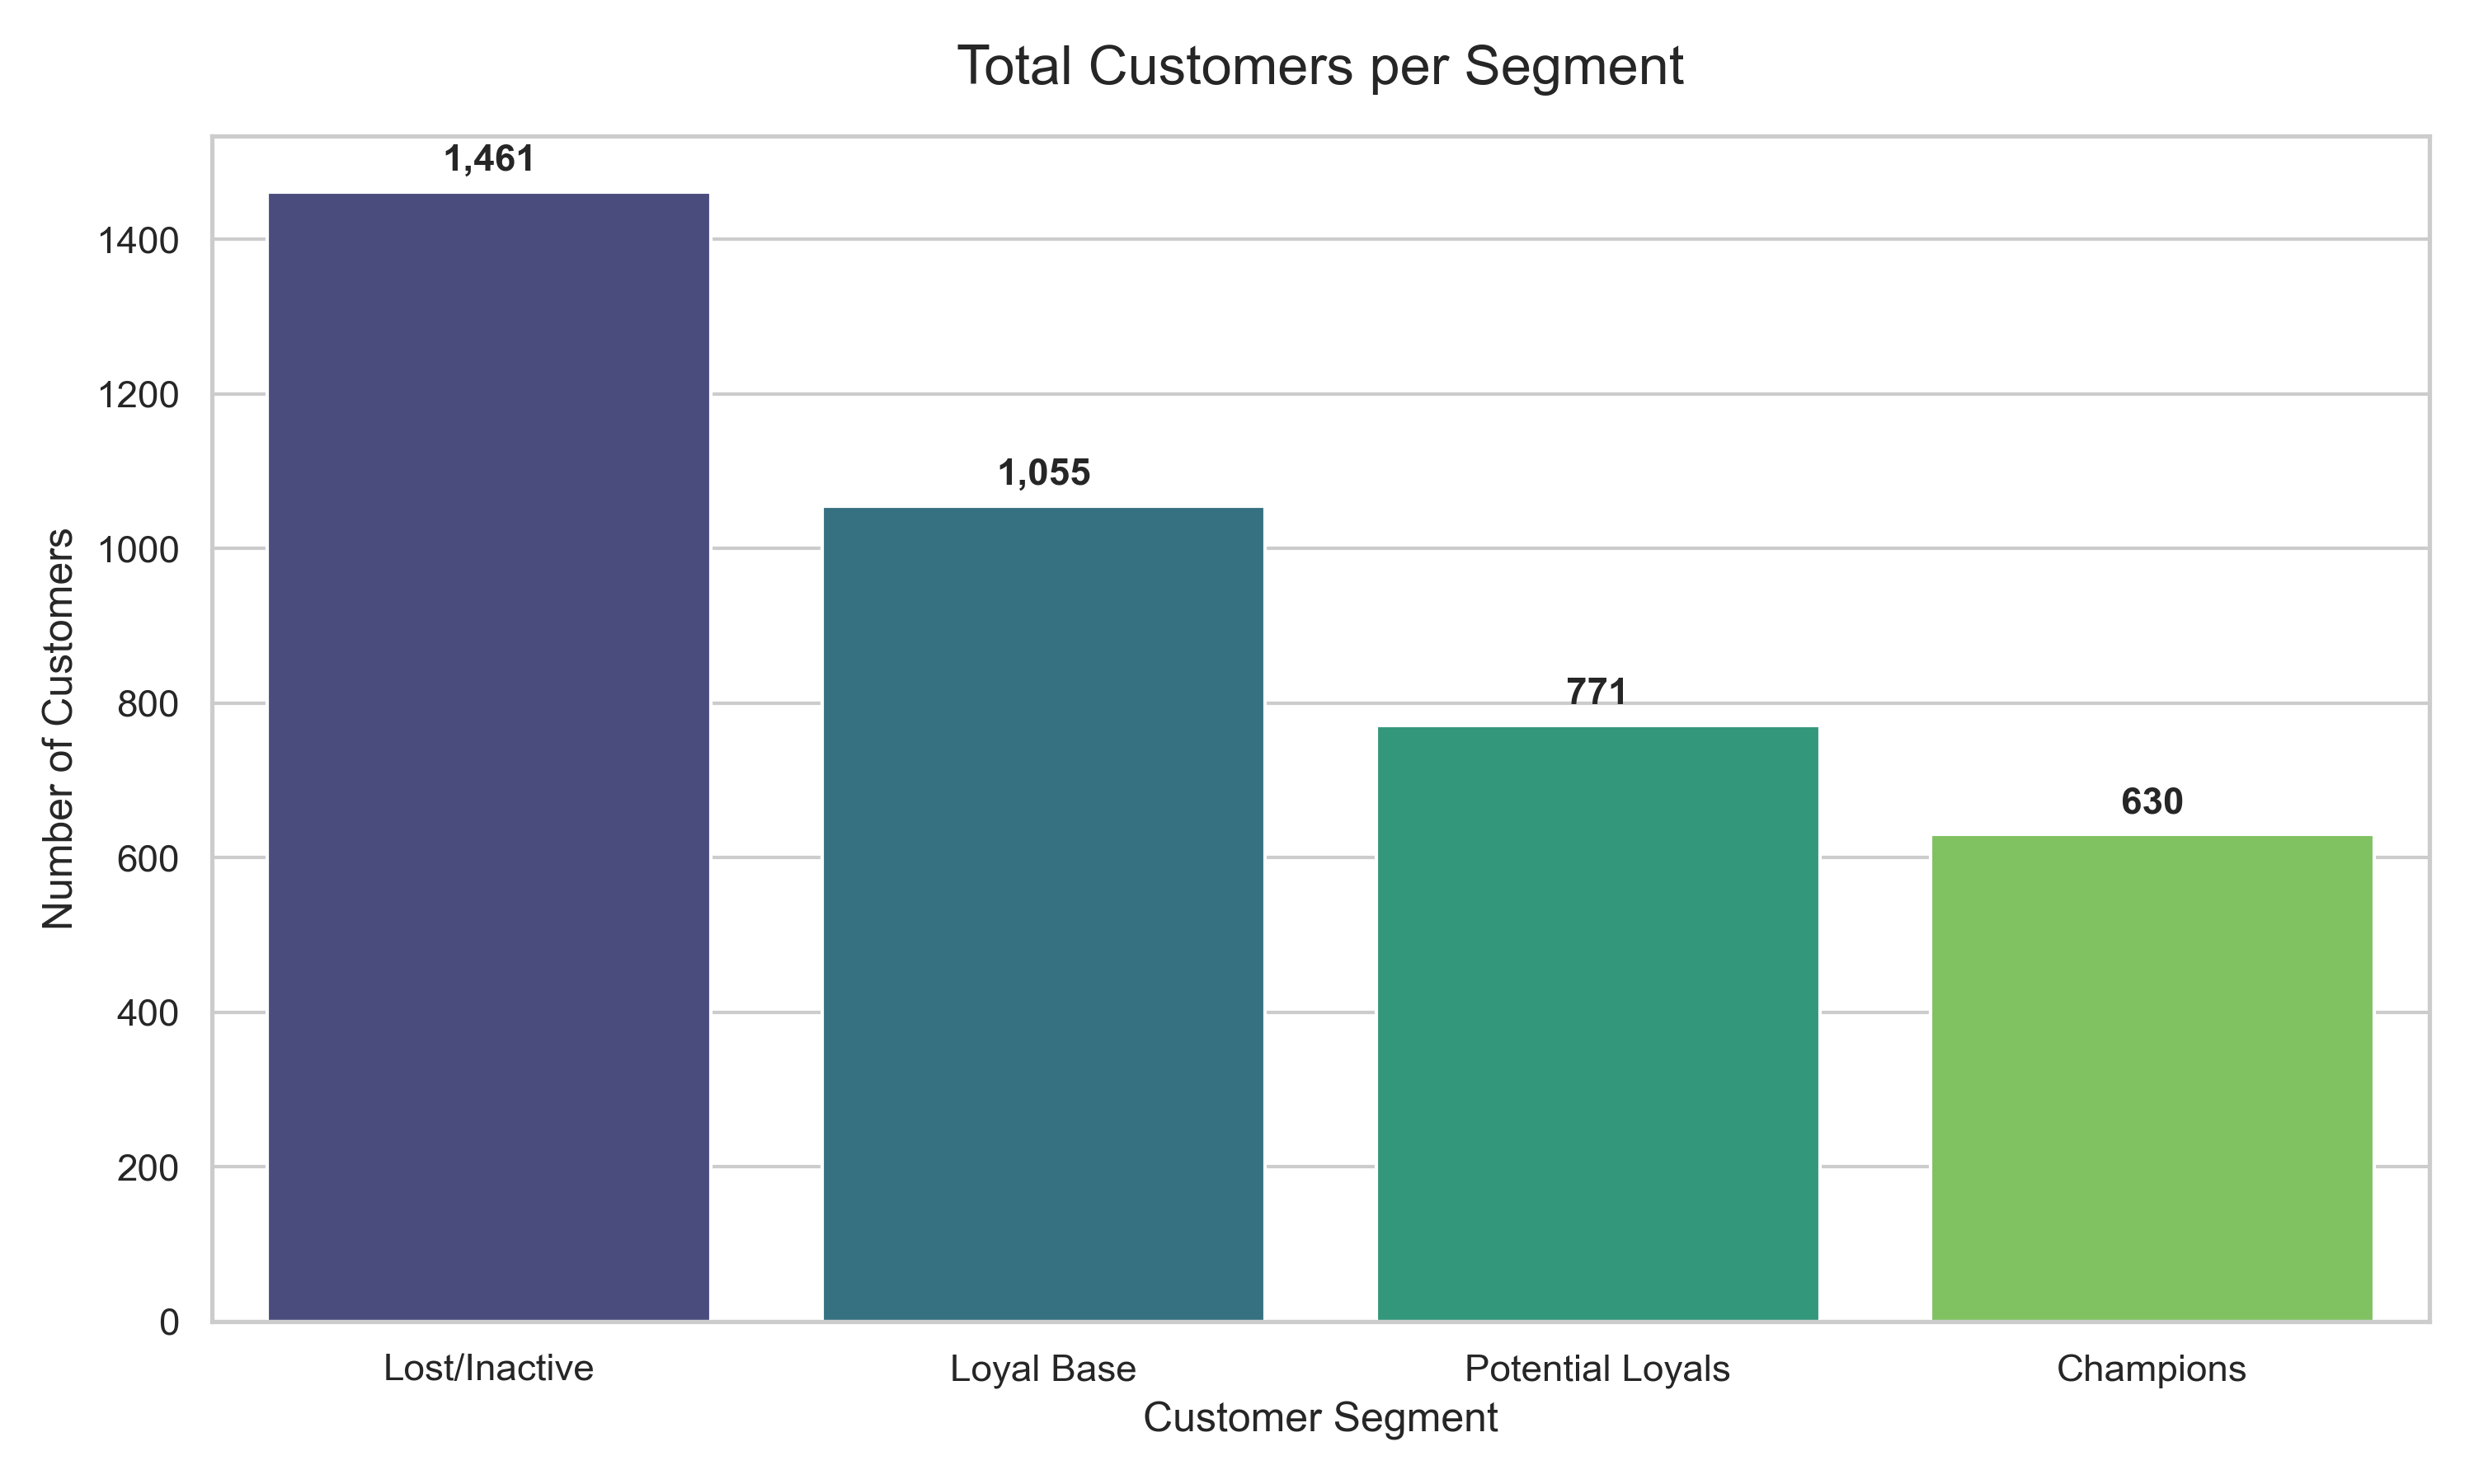 Total Customers per Segment
1,461
1400
1200
1,055
1000
Number of Customers
771
800
630
600
400
200
0
Lost/Inactive
Loyal Base
Potential Loyals
Champions
Customer Segment